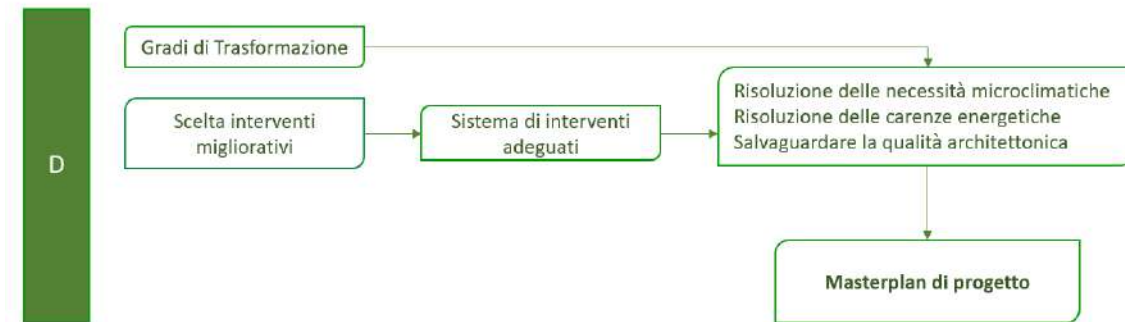 D
Gradi di Trasformazione
Scelta interventi
migliorativi
Sistema di interventi
adeguati
Risoluzione delle necessità microclimatiche
Risoluzione delle carenze energetiche
Salvaguardare la qualità architettonica
Masterplan di progetto